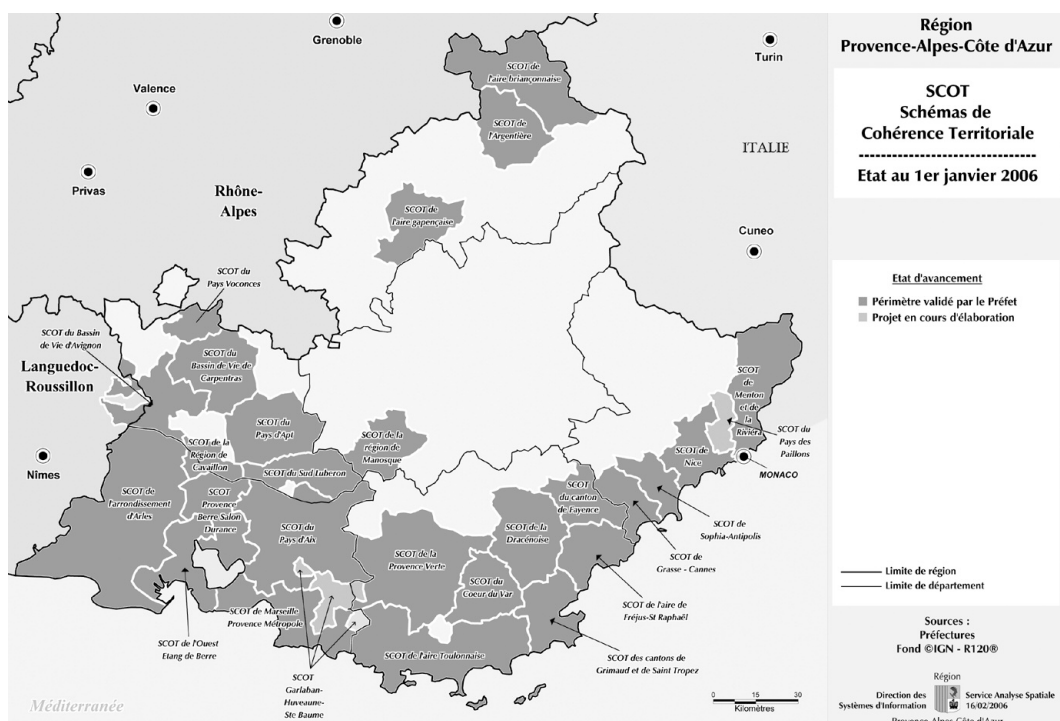 Région
Provence-Alpes-Côte d'Azur
SCOT
Schémas de
Cohérence Territoriale
Etat au 1er janvier 2006
Grenoble
Turin
Valence
Privas
Rhône-
Alpes
ITALIE
Cuneo
SCOT de
l'aire briançonnaise
SCOT de
l'Argentière
SCOT de
l'aire gapençaise
SCOT du
Pays Voconces
SCOT du Bassin
de Vie d'Avignon
Languedoc-
Roussillon
SCOT du
Bassin de Vie de
Carpentras
SCOT du
Pays d'Apt
SCOT de la
Région de
Cavaillon
SCOT de la
région de
Manosque
SCOT du Sud Luberon
Nîmes
SCOT de
l'arrondissement
d'Arles
SCOT
Provence
Berre Salon
Durance
SCOT du
Pays d'Aix
SCOT de la
Provence Verte
SCOT de la
Dracénoise
SCOT
du canton
de Fayence
SCOT de
Nice
SCOT
de
Menton et de
la
Riviéra
SCOT du
Pays des
Paillons
MONACO
SCOT de
Sophia-Antipolis
SCOT de
Grasse - Cannes
SCOT du
Coeur du Var
SCOT de l'aire de
Fréjus-St Raphaël
SCOT des cantons de
Grimaud et de Saint Tropez
SCOT de l'aire Toulonnaise
SCOT de Marseille
Provence Métropole
SCOT de l'Ouest
Etang de Berre
SCOT
Garlaban-
Huveaune-
Ste Baume
Méditerranée
0 15 30
Kilomètres
Etat d'avancement
Périmètre validé par le Préfet
Projet en cours d'élaboration
Limite de région
Limite de département
Sources :
Préfectures
Fond ©IGN - R120®
Région
Direction des
Systèmes d'Information
Service Analyse Spatiale
16/02/2006
Provence-Alpes-Côte d'Azur